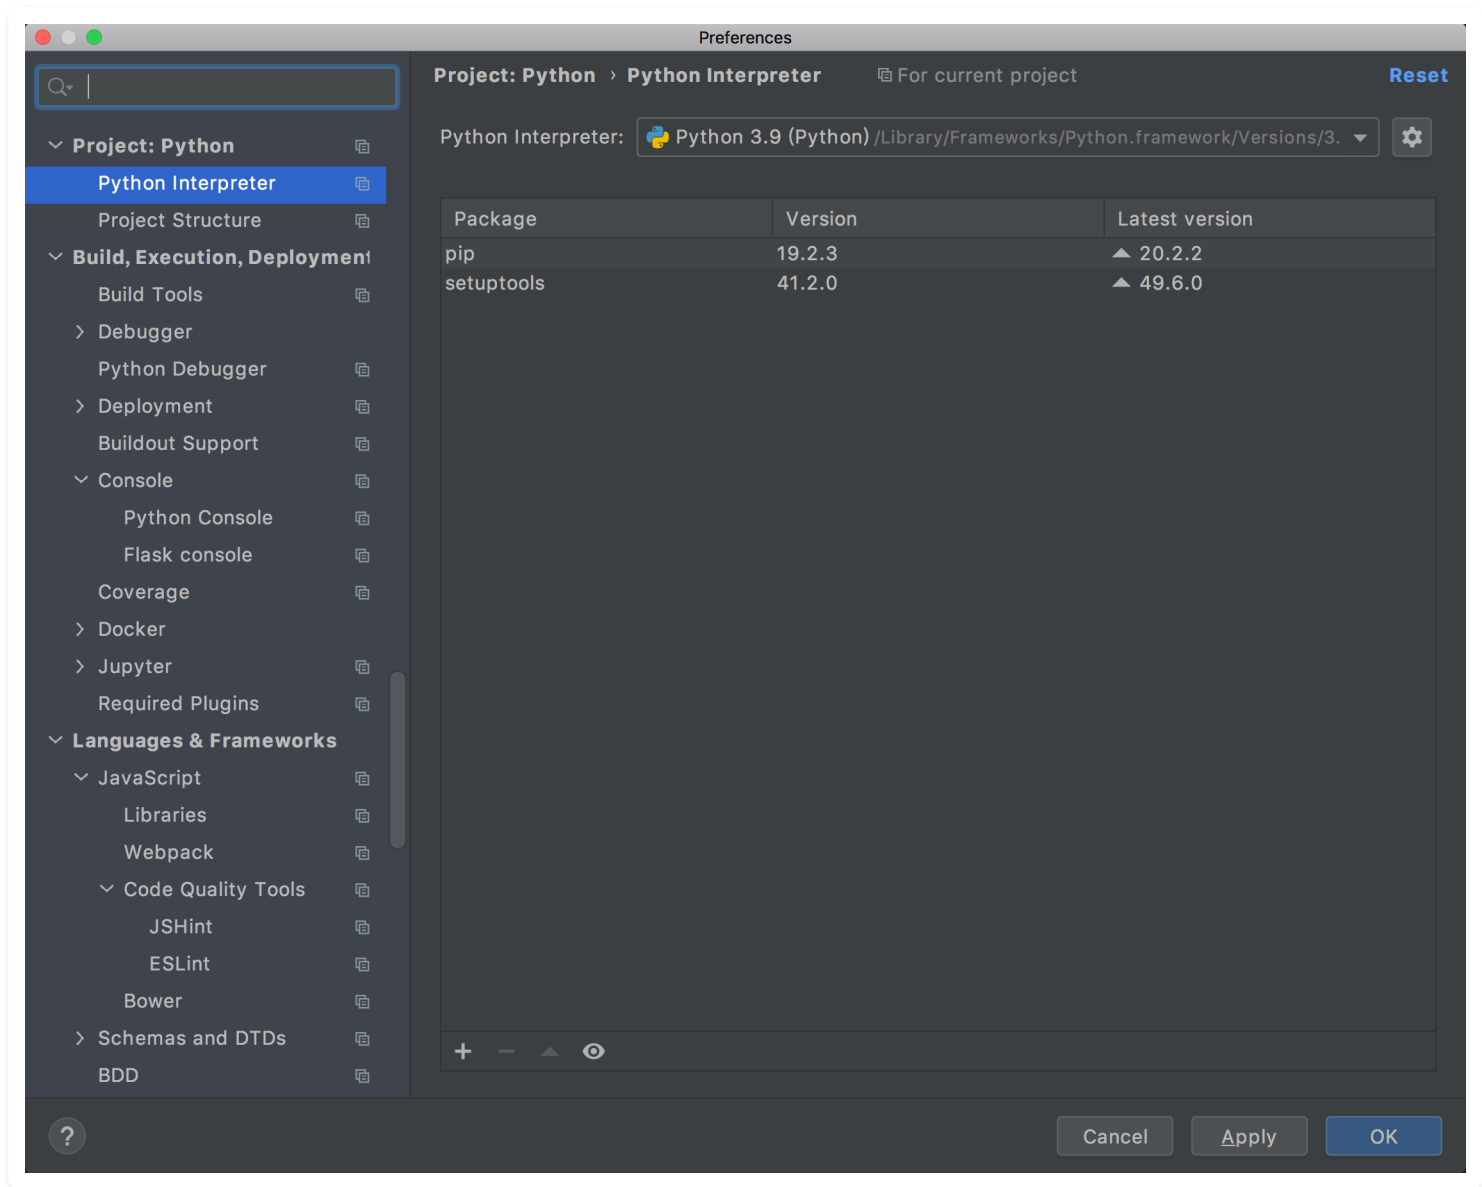 Preferences
Project: Python › Python Interpreter
For current project
Reset
Python Interpreter:
Python 3.9 (Python) /Library/Frameworks/Python.framework/Versions/3.
Project: Python
Python Interpreter
Project Structure
Build, Execution, Deployment
Build Tools
Debugger
Python Debugger
Deployment
Buildout Support
Console
Python Console
Flask console
Coverage
Docker
Jupyter
Required Plugins
Languages & Frameworks
JavaScript
Libraries
Webpack
Code Quality Tools
JSHint
ESLint
Bower
Schemas and DTDs
BDD
Package Version Latest version
pip 19.2.3 20.2.2
setuptools 41.2.0 49.6.0
?
Cancel
Apply
OK